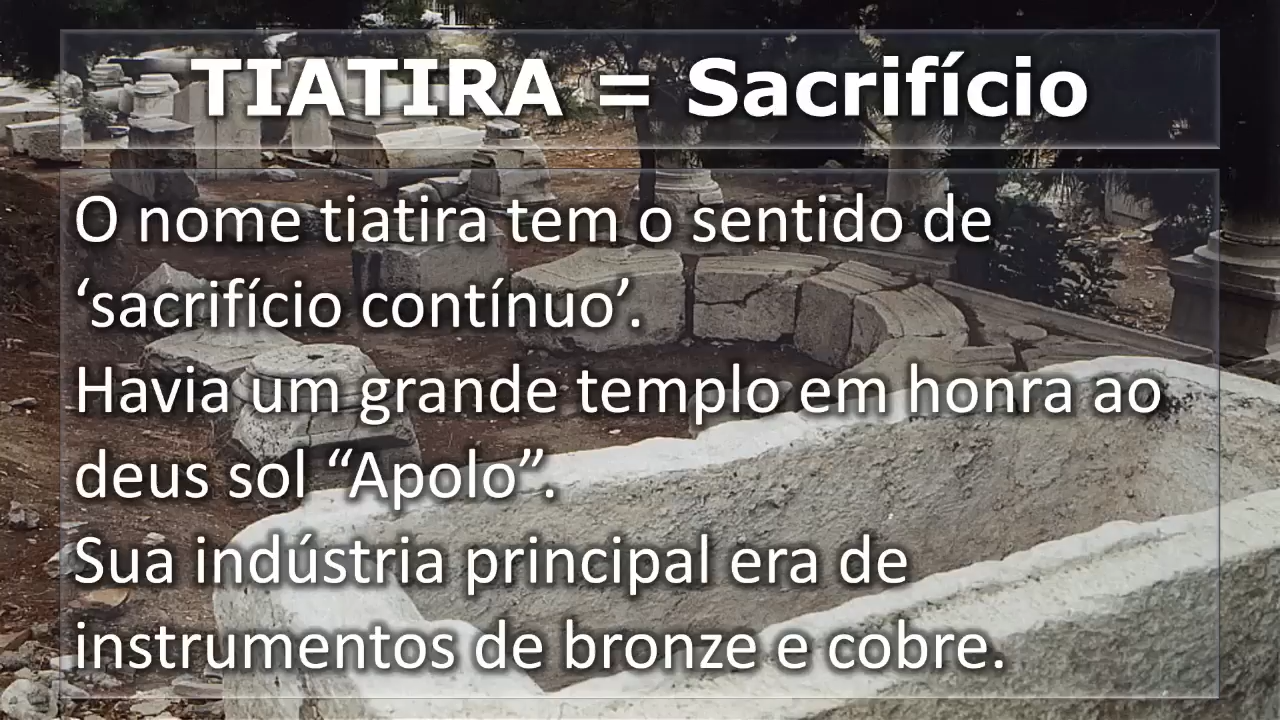 TIATIRA = Sacrifício
O nome tiatira tem o sentido de
‘sacrifício contínuo’.
Havia um grande templo em honra ao
deus sol “Apolo”.
Sua indústria principal era de
instrumentos de bronze e cobre.